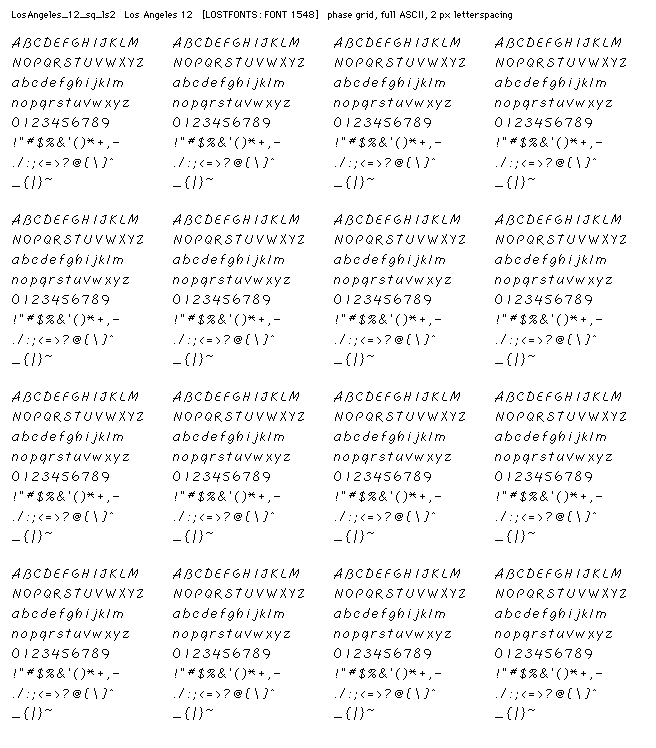 LosAngeles_12_sq_ls2   Los Angeles 12   [LOSTFONTS: FONT 1548]   phase grid, full ASCII, 2 px letterspacing
ABCDEFGHIJKLM ABCDEFGHIJKLM ABCDEFGHIJKLM ABCDEFGHIJKLM
NOPQRSTUVWXYZ NOPQRSTUVWXYZ NOPQRSTUVWXYZ NOPQRSTUVWXYZ
abcdefghijklm abcdefghijklm abcdefghijklm abcdefghijklm
nopqrstuvwxyz nopqrstuvwxyz nopqrstuvwxyz nopqrstuvwxyz
0123456789 0123456789 0123456789 0123456789
!"#$%&'()*+,- !"#$%&'()*+,- !"#$%&'()*+,- !"#$%&'()*+,-
./:;<=>?@[\]^ ./:;<=>?@[\]^ ./:;<=>?@[\]^ ./:;<=>?@[\]^
_{|}~ _{|}~ _{|}~ _{|}~
ABCDEFGHIJKLM ABCDEFGHIJKLM ABCDEFGHIJKLM ABCDEFGHIJKLM
NOPQRSTUVWXYZ NOPQRSTUVWXYZ NOPQRSTUVWXYZ NOPQRSTUVWXYZ
abcdefghijklm abcdefghijklm abcdefghijklm abcdefghijklm
nopqrstuvwxyz nopqrstuvwxyz nopqrstuvwxyz nopqrstuvwxyz
0123456789 0123456789 0123456789 0123456789
!"#$%&'()*+,- !"#$%&'()*+,- !"#$%&'()*+,- !"#$%&'()*+,-
./:;<=>?@[\]^ ./:;<=>?@[\]^ ./:;<=>?@[\]^ ./:;<=>?@[\]^
_{|}~ _{|}~ _{|}~ _{|}~
ABCDEFGHIJKLM ABCDEFGHIJKLM ABCDEFGHIJKLM ABCDEFGHIJKLM
NOPQRSTUVWXYZ NOPQRSTUVWXYZ NOPQRSTUVWXYZ NOPQRSTUVWXYZ
abcdefghijklm abcdefghijklm abcdefghijklm abcdefghijklm
nopqrstuvwxyz nopqrstuvwxyz nopqrstuvwxyz nopqrstuvwxyz
0123456789 0123456789 0123456789 0123456789
!"#$%&'()*+,- !"#$%&'()*+,- !"#$%&'()*+,- !"#$%&'()*+,-
./:;<=>?@[\]^ ./:;<=>?@[\]^ ./:;<=>?@[\]^ ./:;<=>?@[\]^
_{|}~ _{|}~ _{|}~ _{|}~
ABCDEFGHIJKLM ABCDEFGHIJKLM ABCDEFGHIJKLM ABCDEFGHIJKLM
NOPQRSTUVWXYZ NOPQRSTUVWXYZ NOPQRSTUVWXYZ NOPQRSTUVWXYZ
abcdefghijklm abcdefghijklm abcdefghijklm abcdefghijklm
nopqrstuvwxyz nopqrstuvwxyz nopqrstuvwxyz nopqrstuvwxyz
0123456789 0123456789 0123456789 0123456789
!"#$%&'()*+,- !"#$%&'()*+,- !"#$%&'()*+,- !"#$%&'()*+,-
./:;<=>?@[\]^ ./:;<=>?@[\]^ ./:;<=>?@[\]^ ./:;<=>?@[\]^
_{|}~ _{|}~ _{|}~ _{|}~